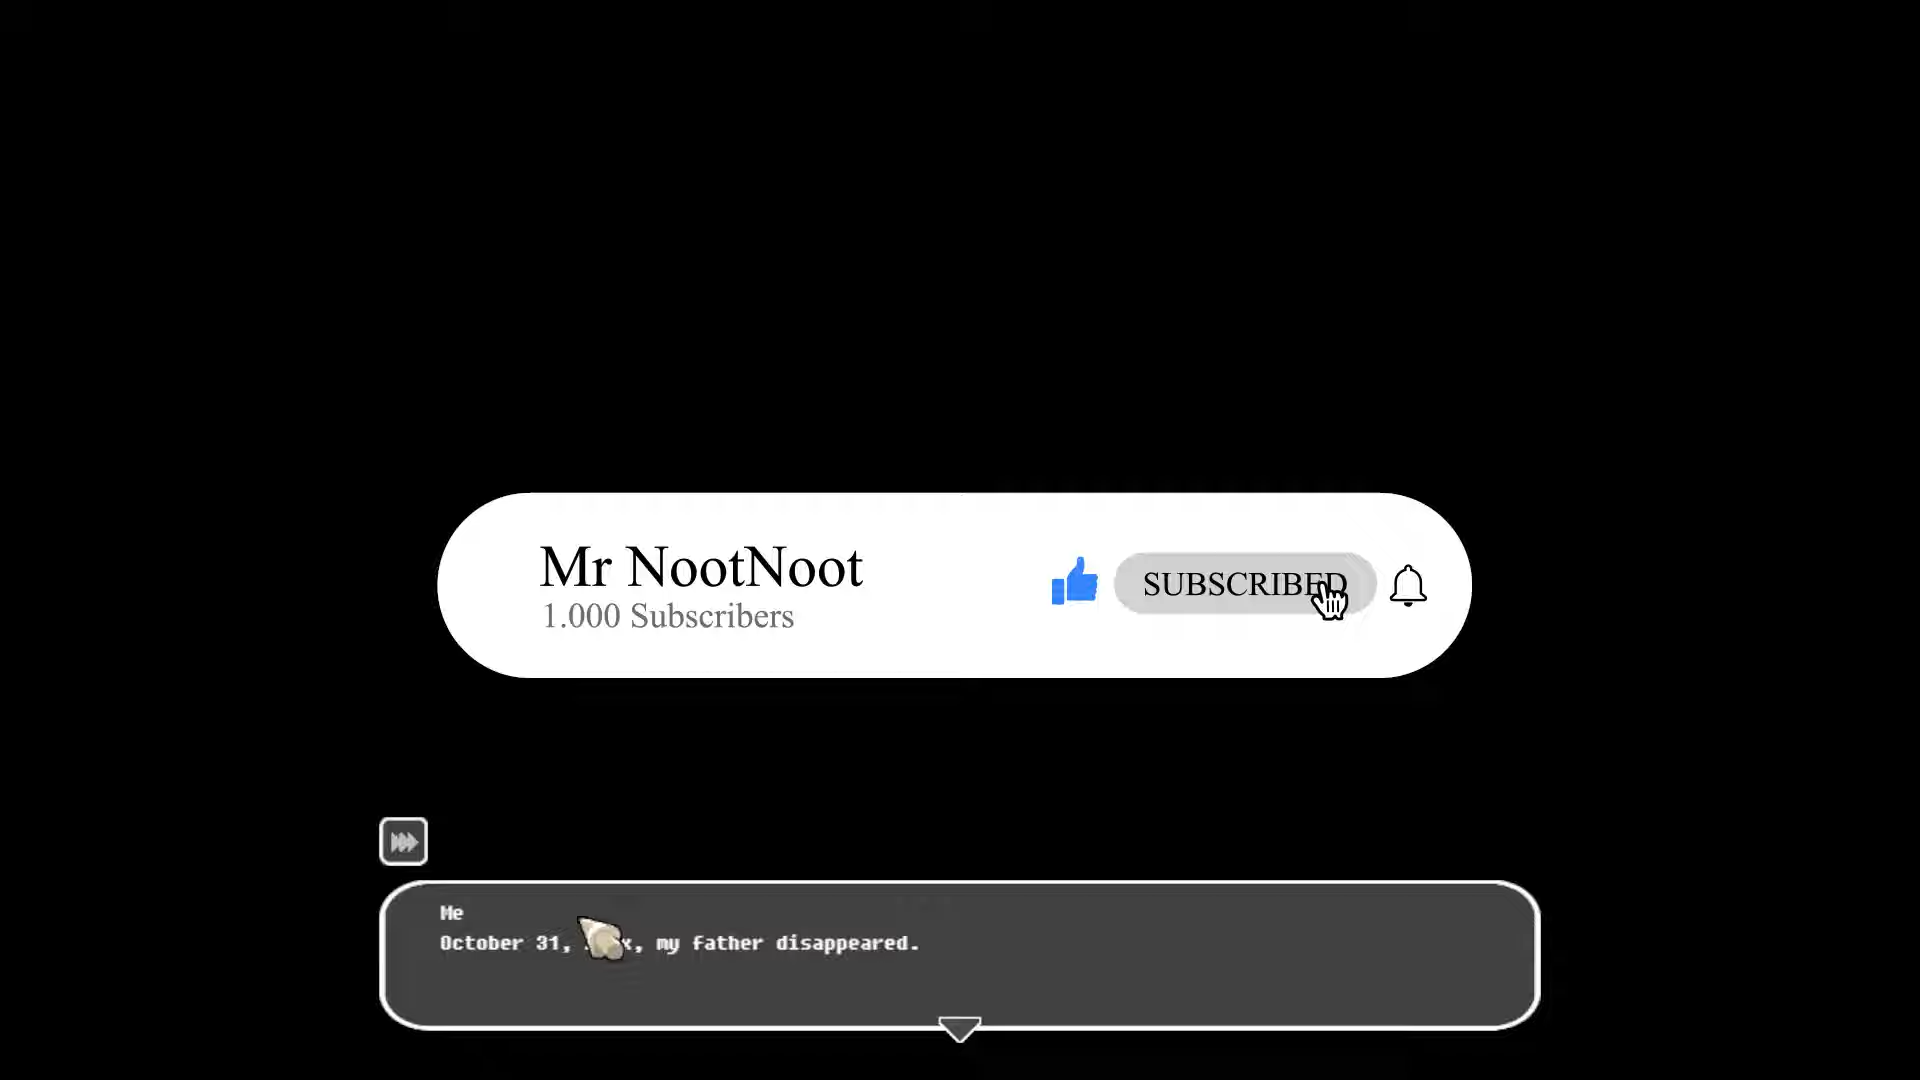 Mr NootNoot
1.000 Subscribers
SUBSCRIBED
Me
October 31, my father disappeared.